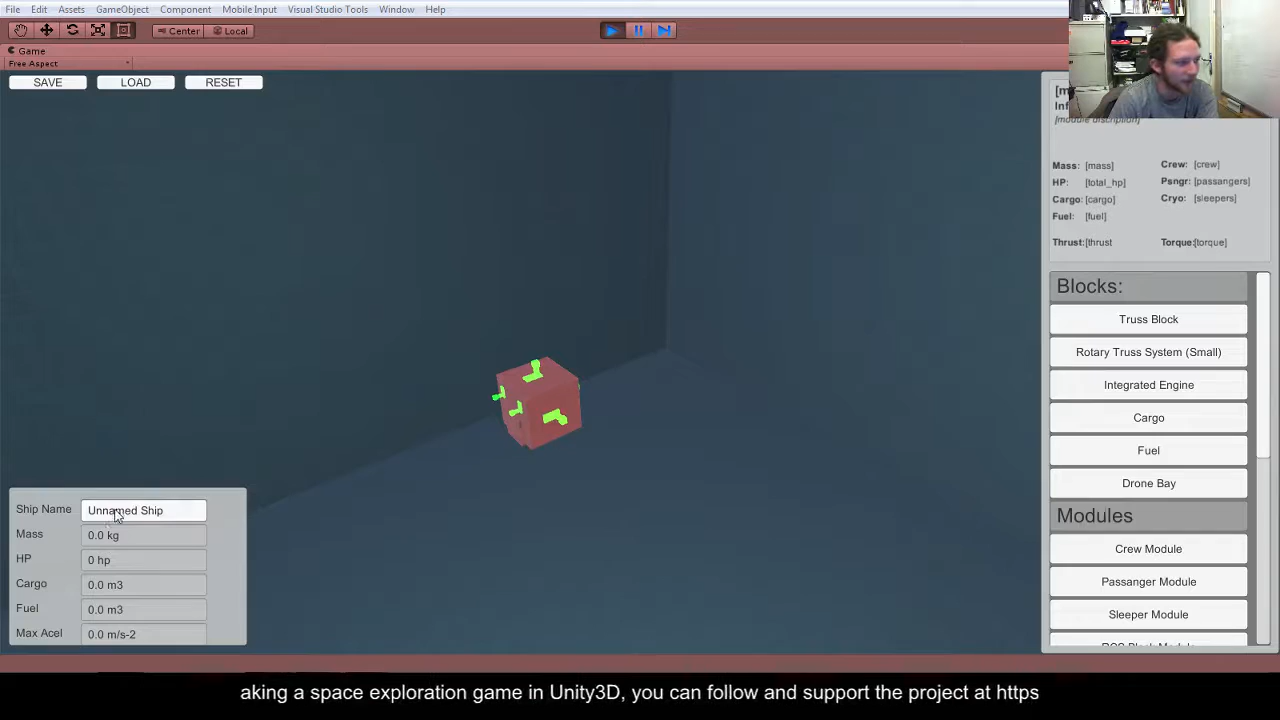 File Edit Assets GameObject Component Mobile Input Visual Studio Tools Window Help
Center Local
Game
Free Aspect
SAVE LOAD RESET
[module discription]
Mass: [mass] Crew: [crew]
HP: [total_hp] Psngr: [passangers]
Cargo: [cargo] Cryo: [sleepers]
Fuel: [fuel]
Thrust: [thrust Torque: [torque]
Blocks:
Truss Block
Rotary Truss System (Small)
Integrated Engine
Cargo
Fuel
Drone Bay
Modules
Crew Module
Passanger Module
Sleeper Module
Ship Name Unnamed Ship
Mass 0.0 kg
HP 0 hp
Cargo 0.0 m3
Fuel 0.0 m3
Max Acel 0.0 m/s-2
aking a space exploration game in Unity3D, you can follow and support the project at https